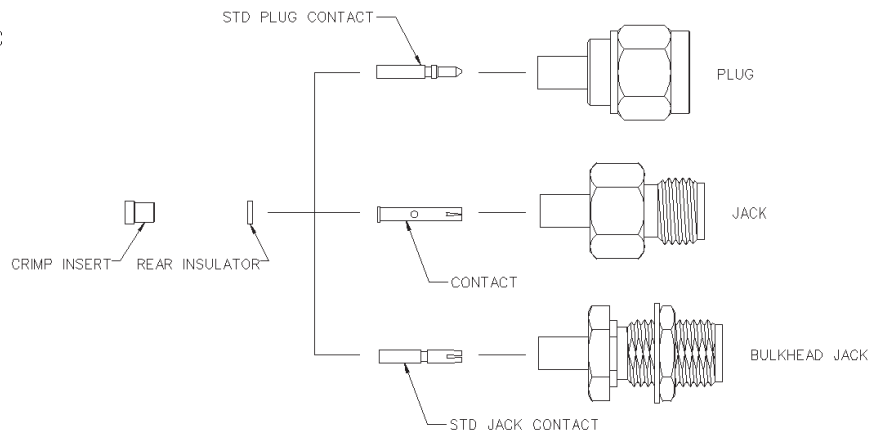 STD PLUG CONTACT
C
PLUG
JACK
CRIMP INSERT
REAR INSULATOR
CONTACT
BULKHEAD JACK
STD JACK CONTACT